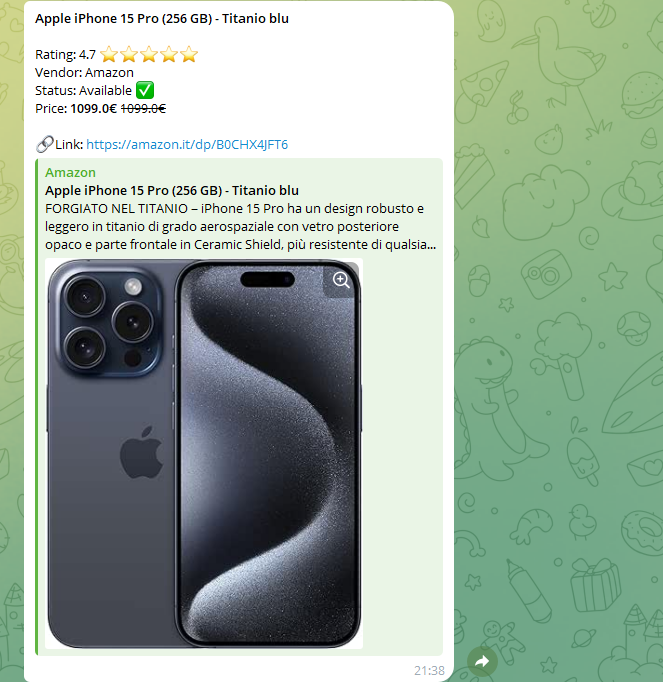 Apple iPhone 15 Pro (256 GB) - Titanio blu
Rating: 4.7 ⭐⭐⭐⭐⭐
Vendor: Amazon
Status: Available ✅
Price: 1099.0€ 1099.0€
🔗Link: https://amazon.it/dp/B0CHX4JFT6
Amazon
Apple iPhone 15 Pro (256 GB) - Titanio blu
FORGIATO NEL TITANIO – iPhone 15 Pro ha un design robusto e
leggero in titanio di grado aerospaziale con vetro posteriore
opaco e parte frontale in Ceramic Shield, più resistente di qualsia...
21:38